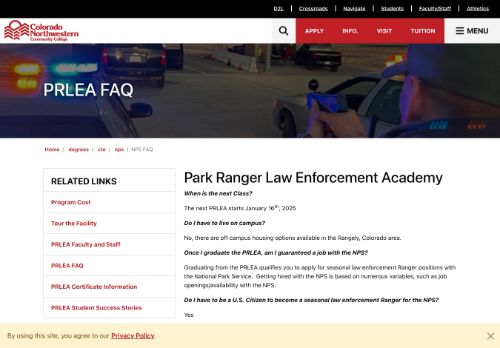 D2L | Crossroads | Navigate | Students | Faculty/Staff | Athletics
Colorado
Northwestern
Community College
APPLY INFO. VISIT TUITION MENU
PRLEA FAQ
Home / degrees / cte / nps / NPS FAQ
RELATED LINKS
Program Cost
Tour the Facility
PRLEA Faculty and Staff
PRLEA FAQ
PRLEA Certificate Information
PRLEA Student Success Stories
Park Ranger Law Enforcement Academy
When is the next Class?
The next PRLEA starts January 16th, 2025
Do I have to live on campus?
No, there are off campus housing options available in the Rangely, Colorado area.
Once I graduate the PRLEA, am I guaranteed a job with the NPS?
Graduating from the PRLEA qualifies you to apply for seasonal law enforcement Ranger positions with
the National Park Service. Getting hired with the NPS is based on numerous variables, such as job
openings/availability with the NPS.
Do I have to be a U.S. Citizen to become a seasonal law enforcement Ranger for the NPS?
Yes
By using this site, you agree to our Privacy Policy